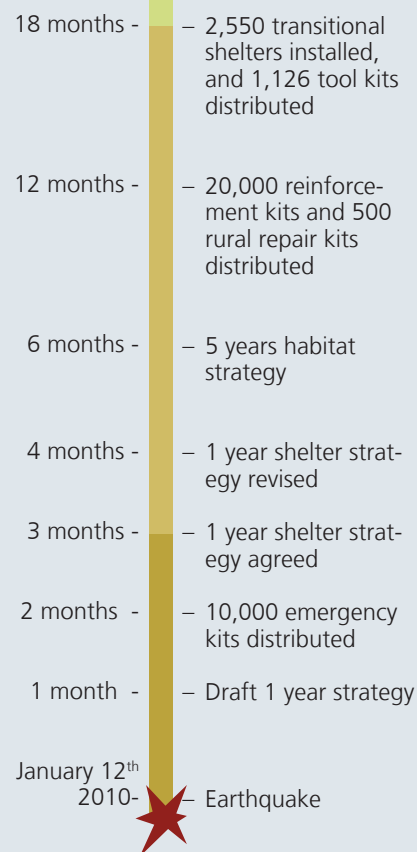 18 months - – 2,550 transitional
shelters installed,
and 1,126 tool kits
distributed
12 months - – 20,000 reinforce-
ment kits and 500
rural repair kits
distributed
6 months - – 5 years habitat
strategy
4 months - – 1 year shelter strat-
egy revised
3 months - – 1 year shelter strat-
egy agreed
2 months - – 10,000 emergency
kits distributed
1 month - – Draft 1 year strategy
January 12th
2010- – Earthquake